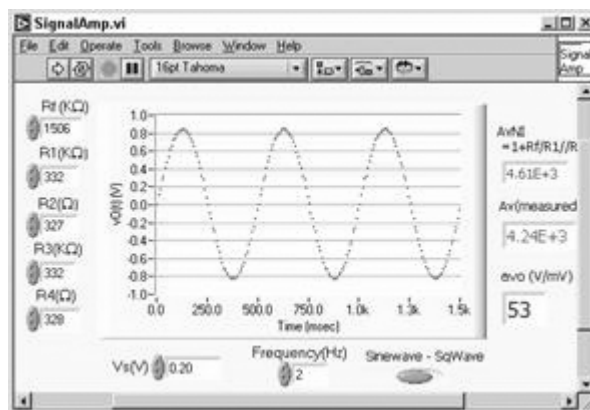 SignalAmp.vi
File Edit Operate Tools Browse Window Help
16pt Tahoma
Signal
Amp
Rf (KΩ)
1506
R1(KΩ)
332
R2(Ω)
327
R3(KΩ)
332
R4(Ω)
328
vO(t) (V)
1.0
0.8
0.6
0.4
0.2
0.0
-0.2
-0.4
-0.6
-0.8
-1.0
0.0 250.0 500.0 750.0 1.0k 1.3k 1.5k
Time (msec)
AvNI
=1+Rf/R1//R
4.61E+3
Av(measured
4.24E+3
avo (V/mV)
53
Vs(V) 0.20
Frequency(Hz)
2
Sinewave - SqWave